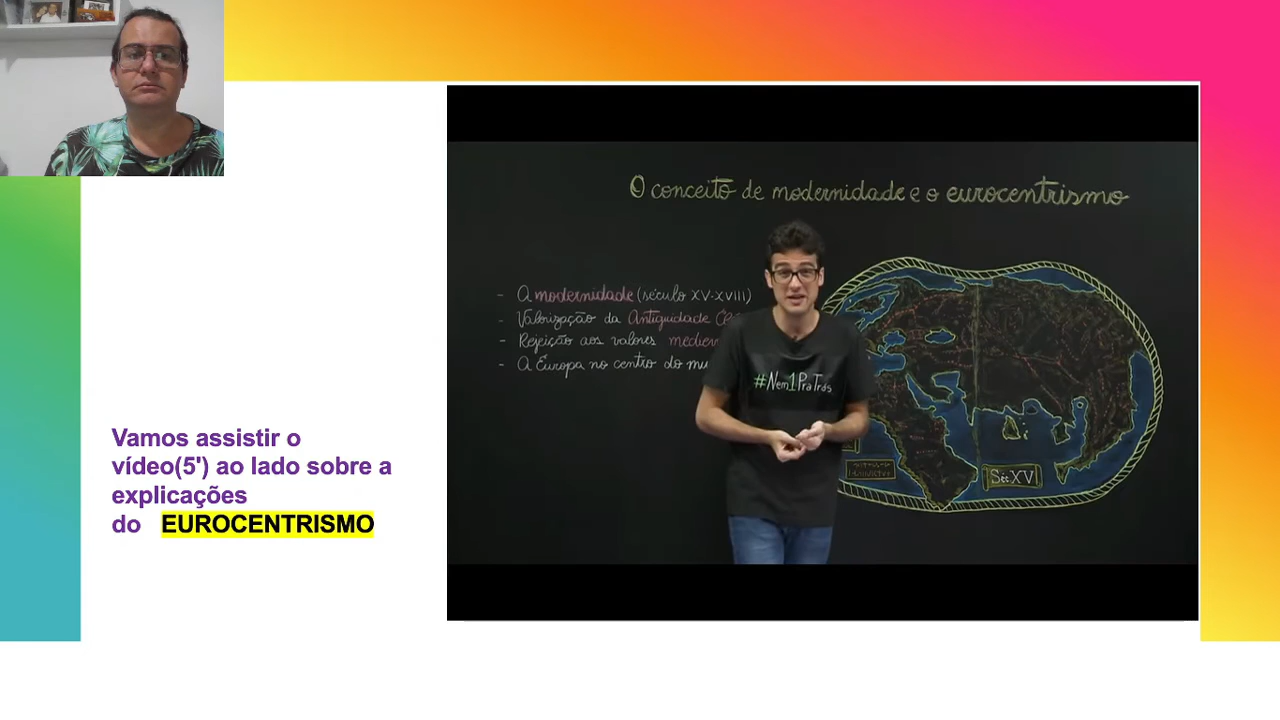 O conceito de modernidade e o eurocentrismo
- A modernidade (século XV-XVIII)
- Valorização da Antiguidade
- Rejeição aos valores
- A Europa no centro do
#Nem1PraTrás
Séc XV
Vamos assistir o
vídeo(5') ao lado sobre a
explicações
do EUROCENTRISMO